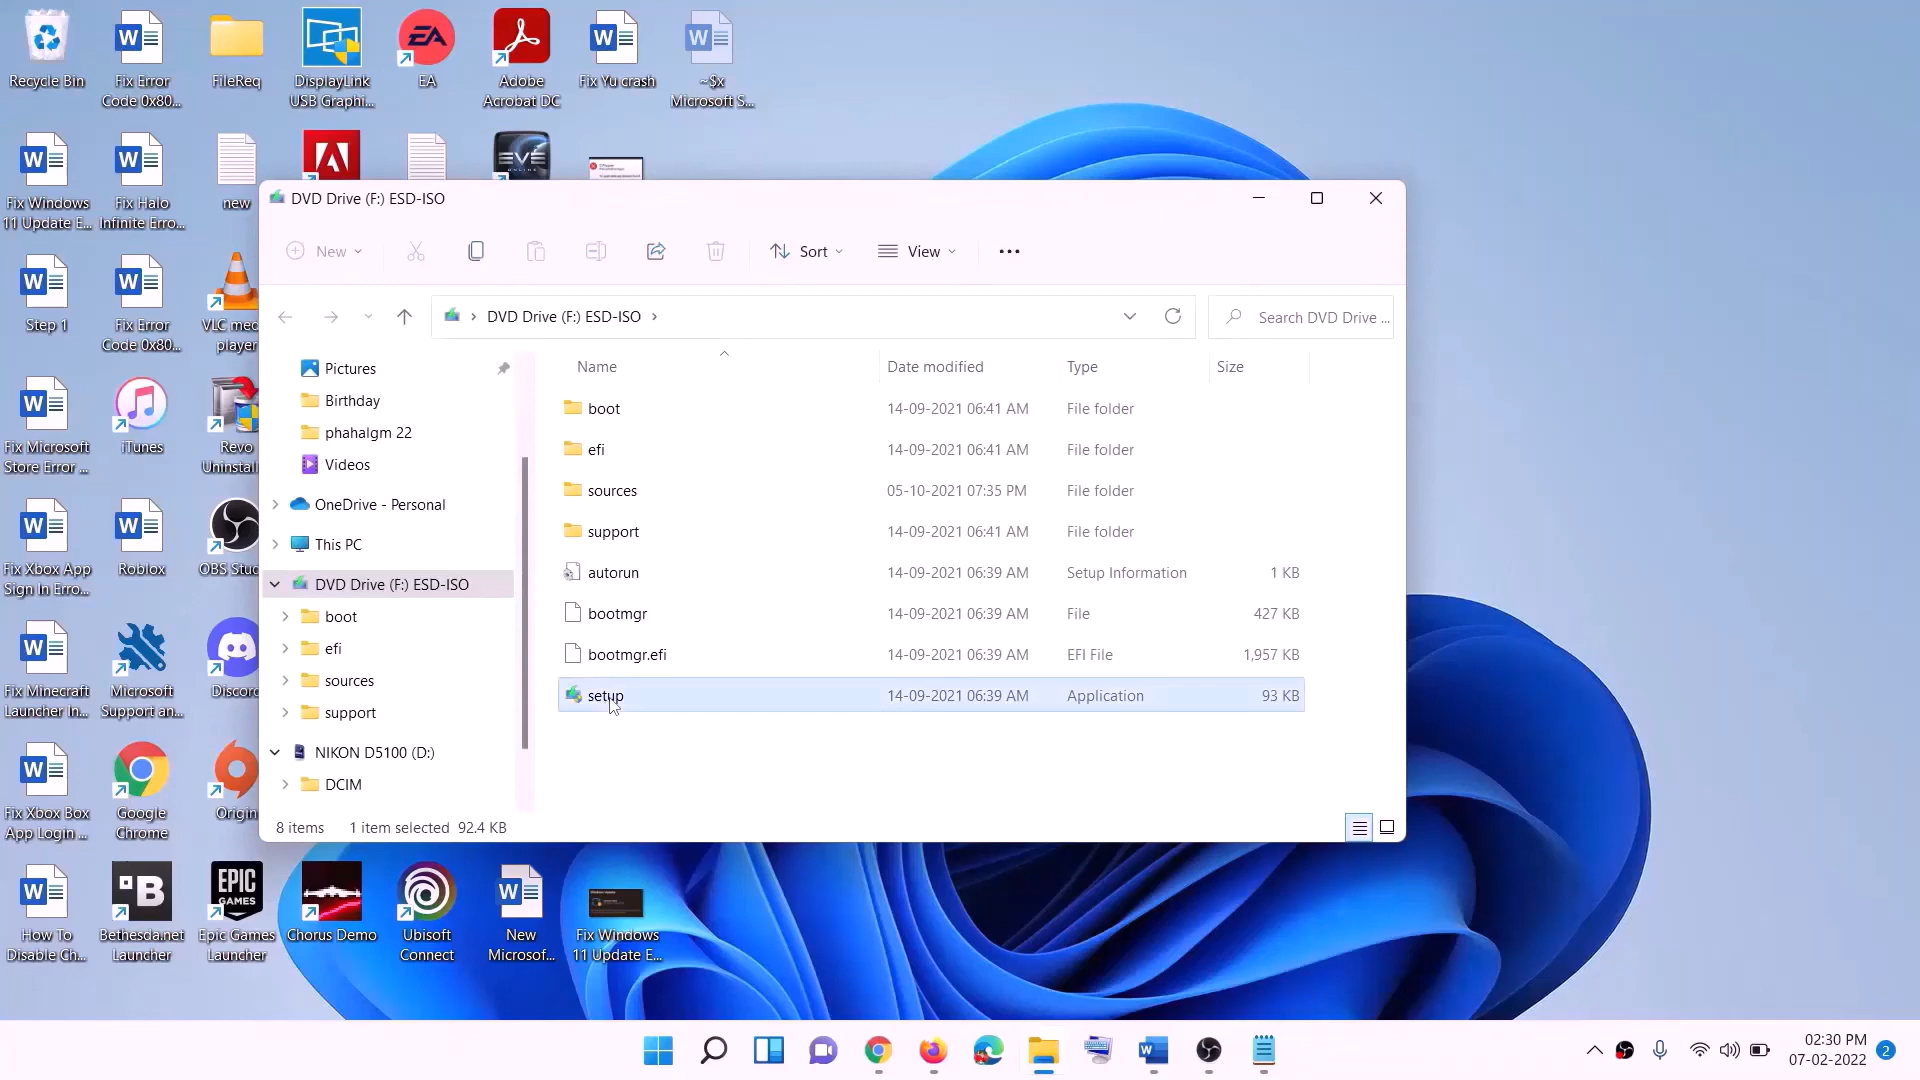 Recycle Bin
Fix Error
Code 0x80...
FileReq
DisplayLink
USB Graphi...
EA
EA
Adobe
Acrobat DC
Fix Yu crash
~$x
Microsoft S...
Fix Windows
11 Update E...
Fix Halo
Infinite Erro...
new
EVE
ONLINE
Step 1
Fix Error
Code 0x80...
VLC med
player
Fix Microsoft
Store Error ...
iTunes
Revo
Uninstall
Fix Xbox App
Sign In Erro...
Roblox
OBS Stud
Fix Minecraft
Launcher In...
Microsoft
Support an...
Discord
Fix Xbox Box
App Login ...
Google
Chrome
Origin
How To
Disable Ch...
Bethesda.net
Launcher
EPIC
GAMES
Epic Games
Launcher
Chorus Demo
Ubisoft
Connect
New
Microsof...
Fix Windows
11 Update E...
DVD Drive (F:) ESD-ISO
New
Sort
View
DVD Drive (F:) ESD-ISO
Search DVD Drive ...
Pictures
Birthday
phahalgm 22
Videos
OneDrive - Personal
This PC
DVD Drive (F:) ESD-ISO
boot
efi
sources
support
NIKON D5100 (D:)
DCIM
Name Date modified Type Size
boot 14-09-2021 06:41 AM File folder
efi 14-09-2021 06:41 AM File folder
sources 05-10-2021 07:35 PM File folder
support 14-09-2021 06:41 AM File folder
autorun 14-09-2021 06:39 AM Setup Information 1 KB
bootmgr 14-09-2021 06:39 AM File 427 KB
bootmgr.efi 14-09-2021 06:39 AM EFI File 1,957 KB
setup 14-09-2021 06:39 AM Application 93 KB
8 items 1 item selected 92.4 KB
02:30 PM
07-02-2022
2